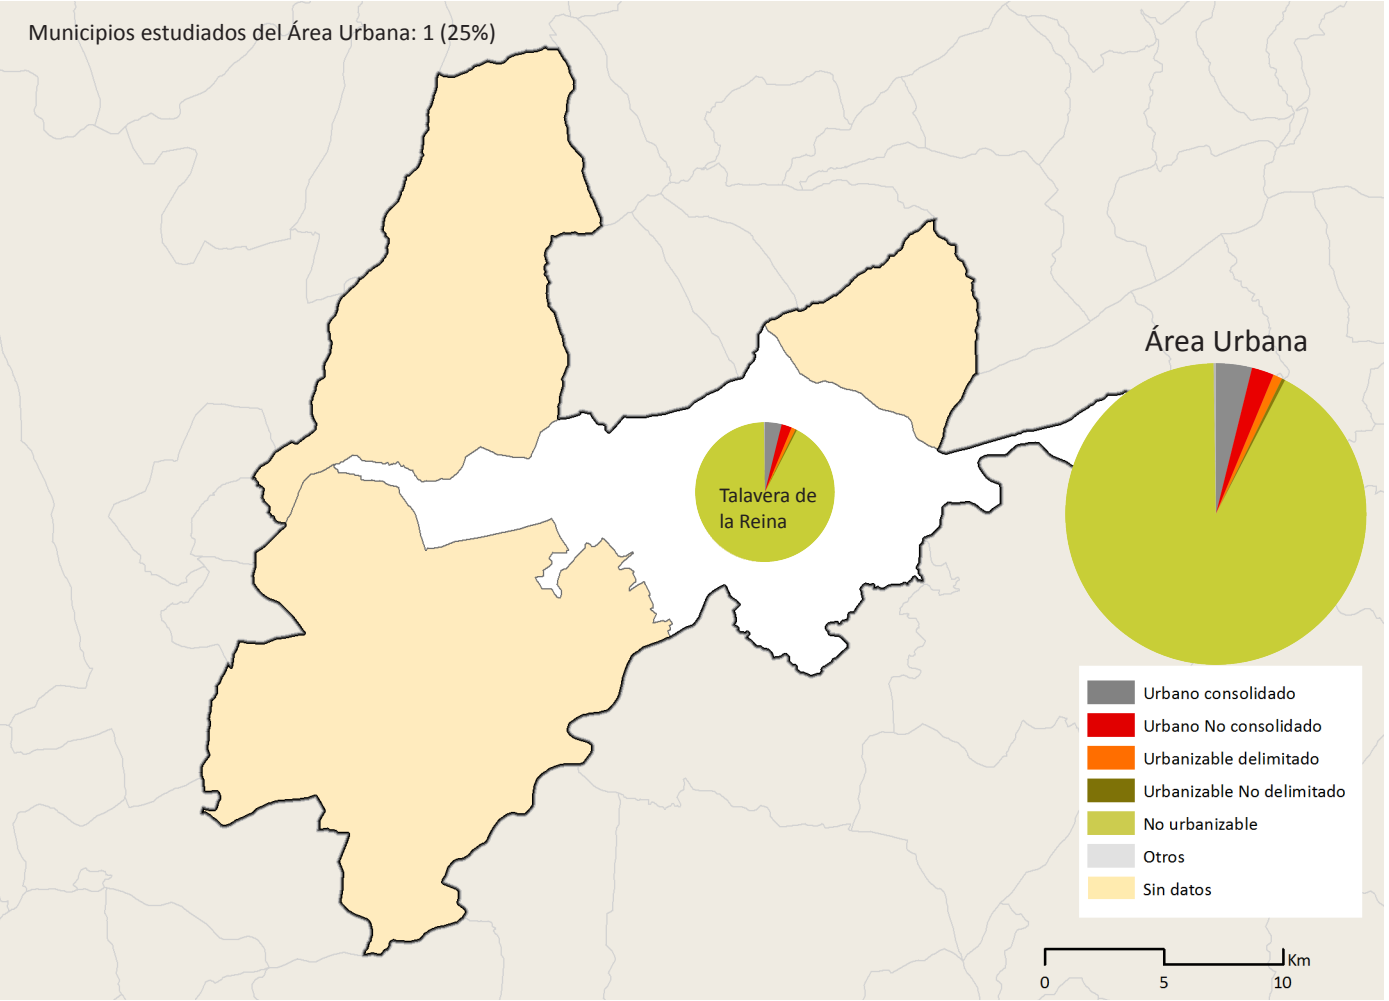 Municipios estudiados del Área Urbana: 1 (25%)
Área Urbana
Talavera de
la Reina
Urbano consolidado
Urbano No consolidado
Urbanizable delimitado
Urbanizable No delimitado
No urbanizable
Otros
Sin datos
Km
0 5 10